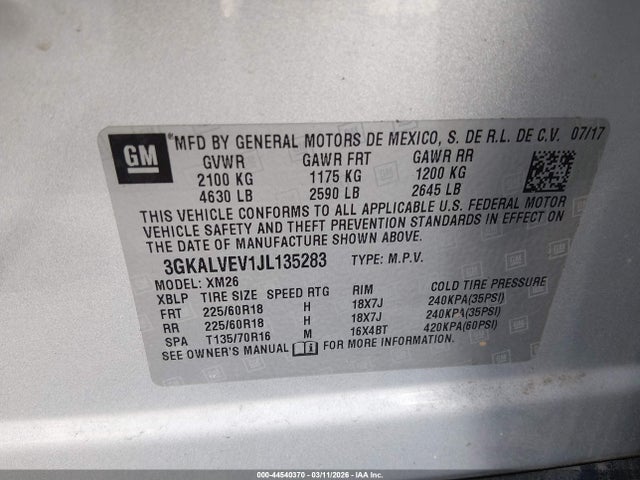 GM
*MFD BY GENERAL MOTORS DE MEXICO, S. DE R.L. DE C.V. 07/17
GVWR GAWR FRT GAWR RR
2100 KG 1175 KG 1200 KG
4630 LB 2590 LB 2645 LB
THIS VEHICLE CONFORMS TO ALL APPLICABLE U.S. FEDERAL MOTOR
VEHICLE SAFETY AND THEFT PREVENTION STANDARDS IN EFFECT ON
THE DATE OF MANUFACTURE SHOWN ABOVE.
3GKALVEV1JL135283 TYPE: M.P.V.
MODEL: XM26
XBLP TIRE SIZE SPEED RTG RIM COLD TIRE PRESSURE
FRT 225/60R18 H 18X7J 240KPA(35PSI)
RR 225/60R18 H 18X7J 240KPA(35PSI)
SPA T135/70R16 M 16X4BT 420KPA(60PSI)
SEE OWNER'S MANUAL FOR MORE INFORMATION
000-44540370 - 03/11/2026 - IAA Inc.